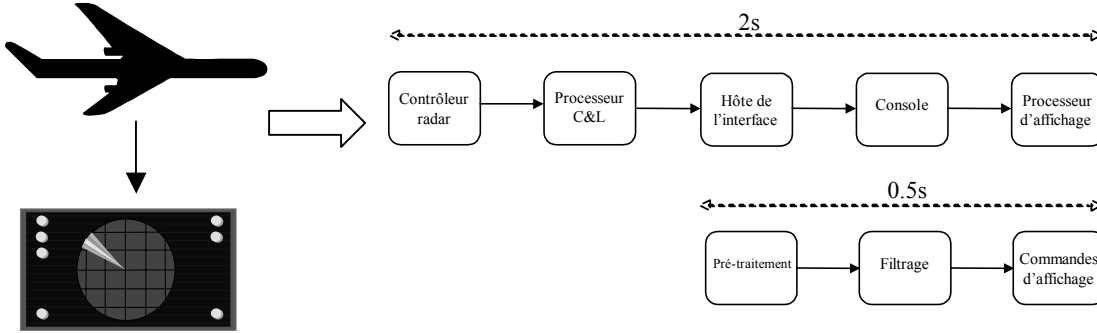 2s
Contrôleur
radar
Processeur
C&L
Hôte de
l’interface
Console
Processeur
d’affichage
0.5s
Pré-traitement
Filtrage
Commandes
d’affichage